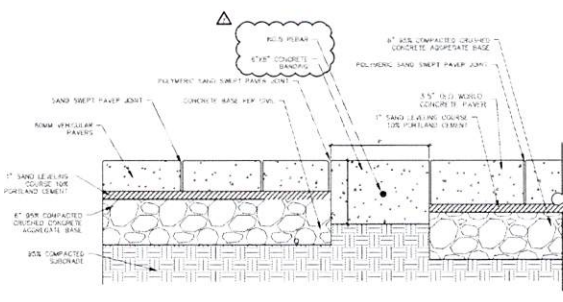 NO.5 REBAR
6"X8" CONCRETE
BANDING
6" 95% COMPACTED CRUSHED
CONCRETE AGGREGATE BASE
POLYMERIC SAND SWEPT PAVER JOINT
POLYMERIC SAND SWEPT PAVER JOINT
SAND SWEPT PAVER JOINT
CONCRETE BASE PER CIVIL
3.5" OLD WORLD
CONCRETE PAVER
1" SAND LEVELING COURSE
10% PORTLAND CEMENT
80MM VEHICULAR
PAVERS
1" SAND LEVELING
COURSE 10%
PORTLAND CEMENT
6" 95% COMPACTED
CRUSHED CONCRETE
AGGREGATE BASE
95% COMPACTED
SUBGRADE